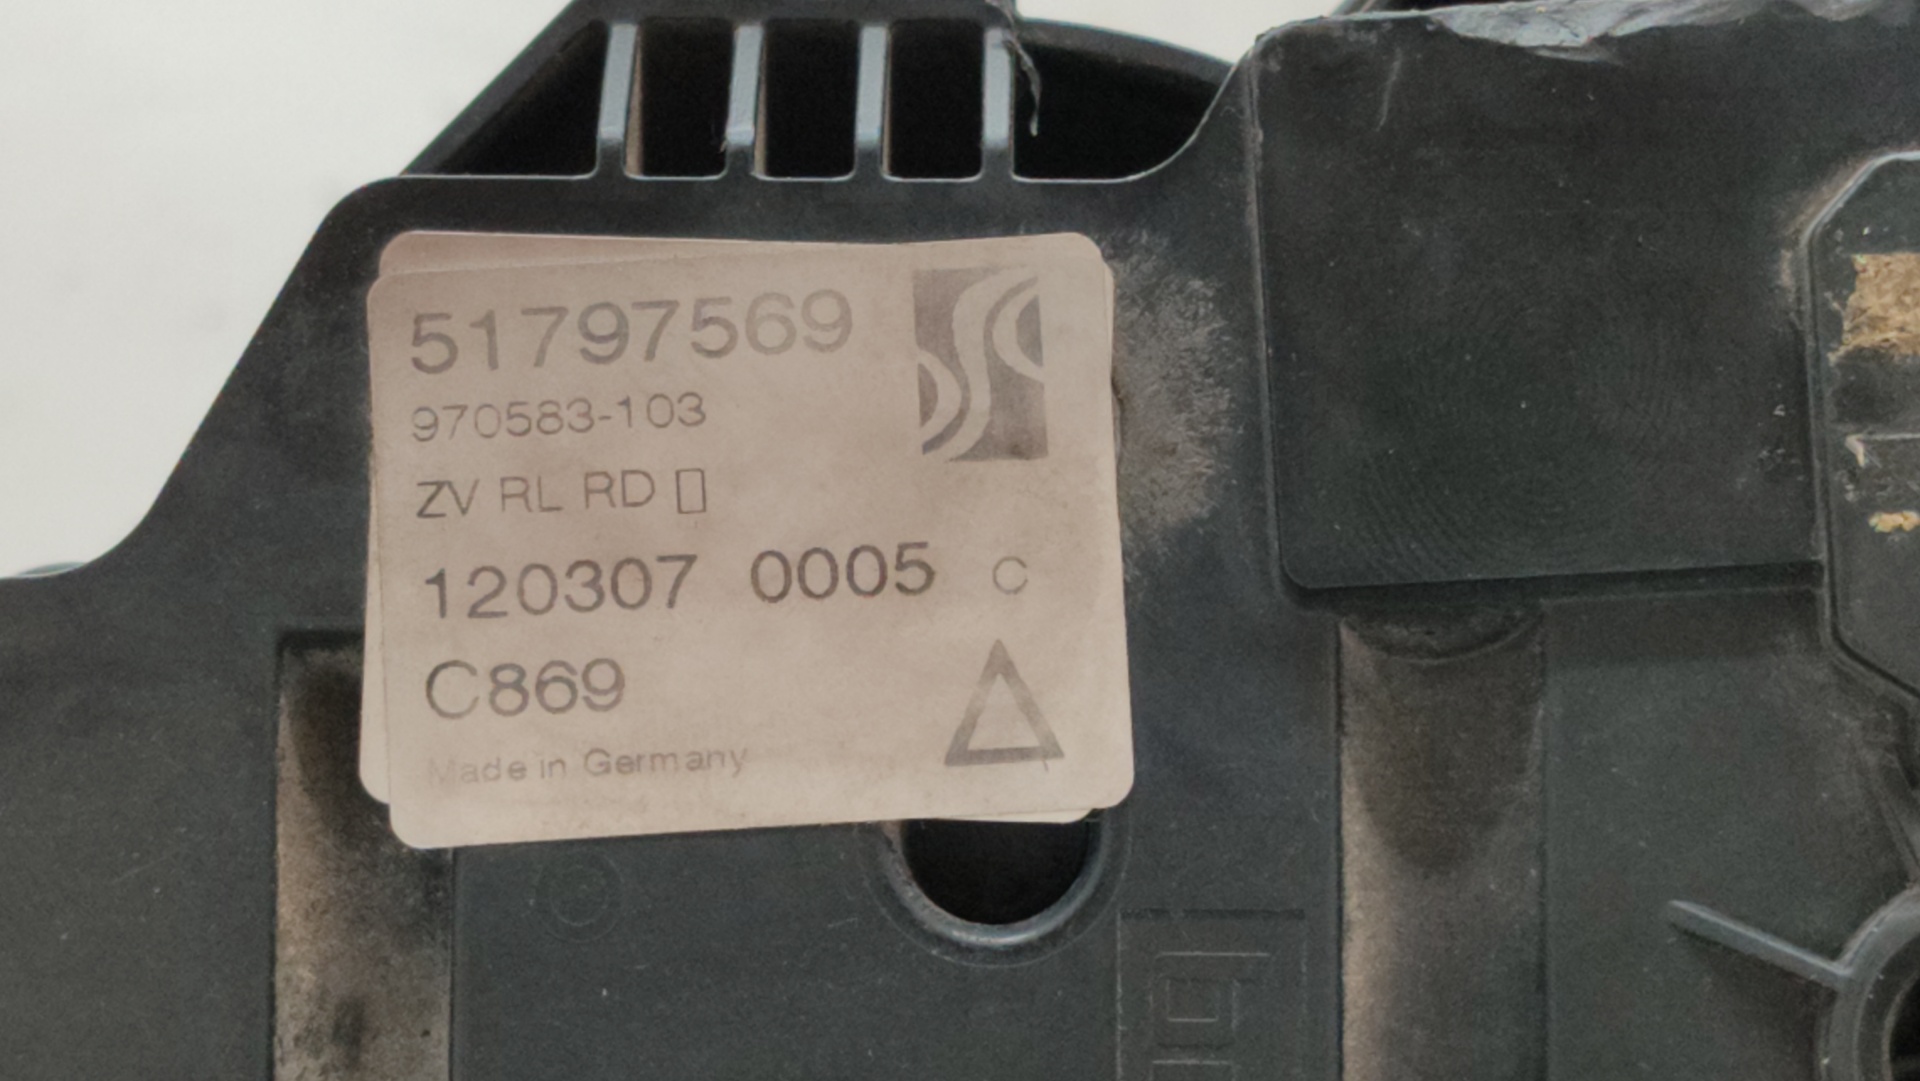 51797569
970583-103
ZV RL RD ▯
120307 0005 C
C869
Made in Germany